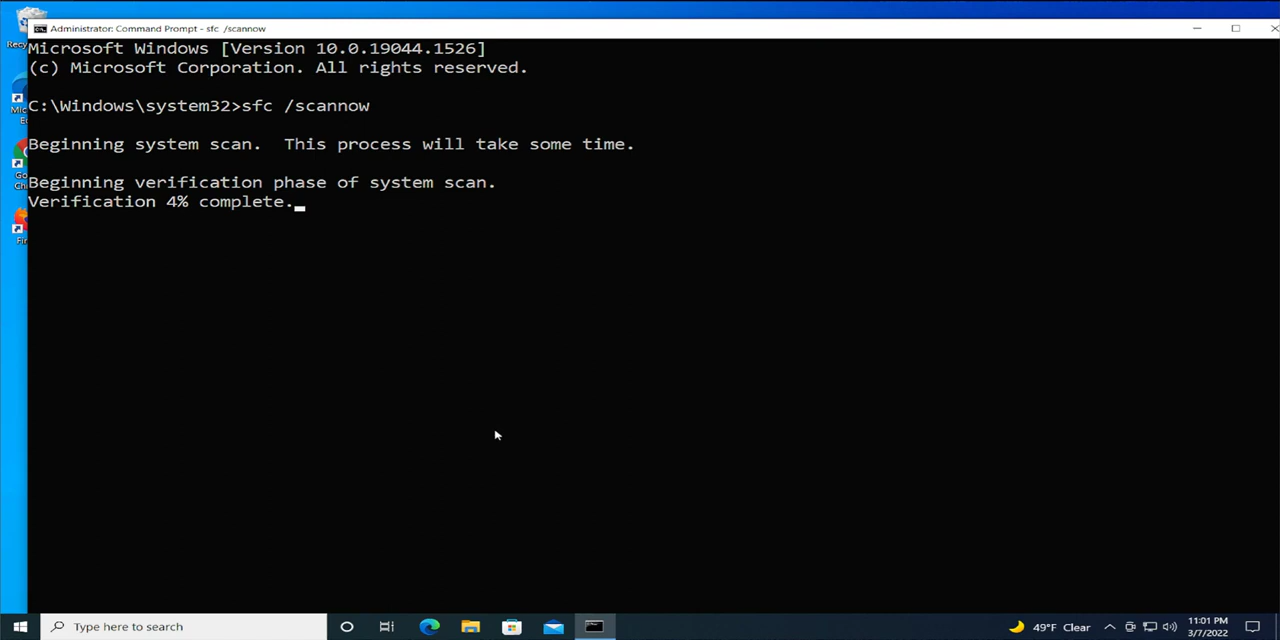 Administrator: Command Prompt - sfc  /scannow
Microsoft Windows [Version 10.0.19044.1526]
(c) Microsoft Corporation. All rights reserved.
C:\Windows\system32>sfc /scannow
Beginning system scan.  This process will take some time.
Beginning verification phase of system scan.
Verification 4% complete.
Type here to search
49°F Clear
11:01 PM
3/7/2022